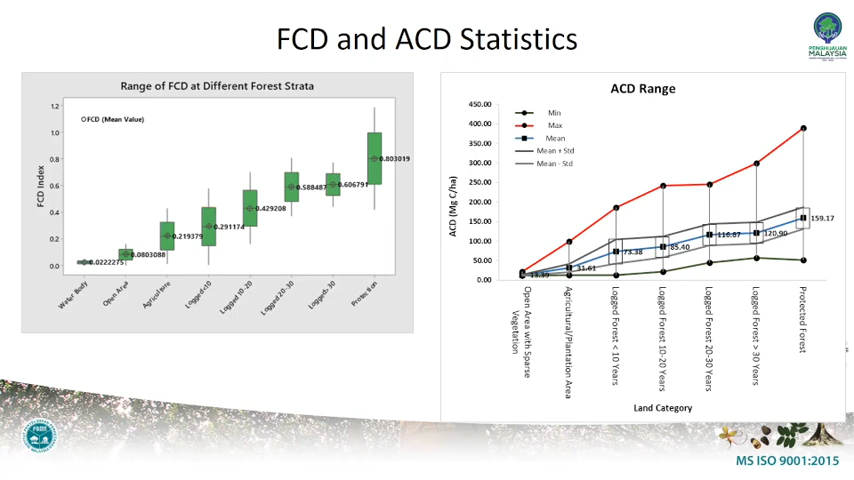 FCD and ACD Statistics
PENGHIJAUAN
MALAYSIA
Range of FCD at Different Forest Strata
FCD (Mean Value)
FCD Index
1.2
1.0
0.8
0.6
0.4
0.2
0.0
0.0222275
0.0803088
0.219379
0.291174
0.429208
0.588487
0.606791
0.803019
Water Body
Open Area
Agriculture
Logged<10
Logged 10-20
Logged 20-30
Logged>30
Protection
ACD Range
Min
Max
Mean
Mean + Std
Mean - Std
ACD (Mg C/ha)
450.00
400.00
350.00
300.00
250.00
200.00
150.00
100.00
50.00
0.00
31.61
73.38
85.40
116.87
120.90
159.17
Open Area with Sparse
Vegetation
Agricultural/Plantation Area
Logged Forest < 10 Years
Logged Forest 10-20 Years
Logged Forest 20-30 Years
Logged Forest > 30 Years
Protected Forest
Land Category
FRIM
MS ISO 9001:2015